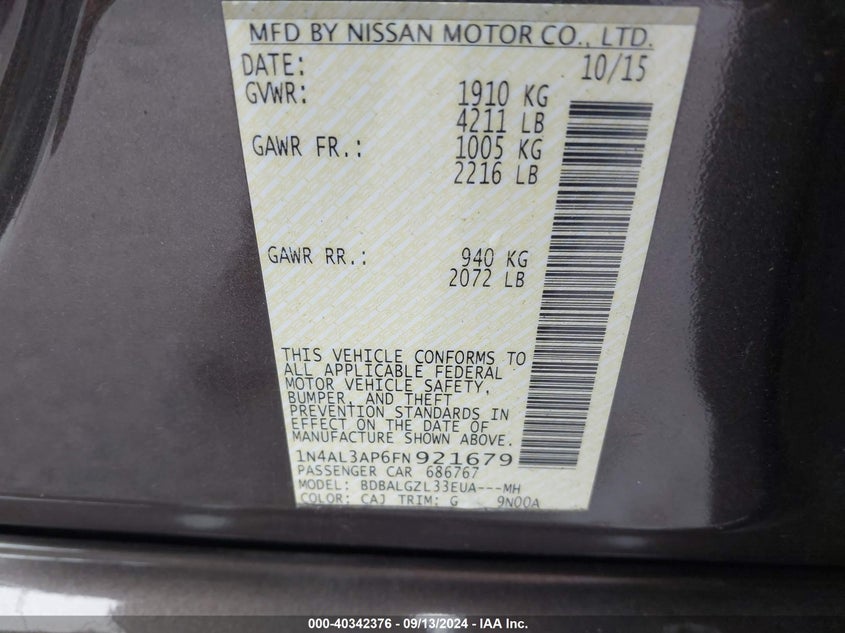 MFD BY NISSAN MOTOR CO., LTD.
DATE: 10/15
GVWR: 1910 KG
4211 LB
GAWR FR.: 1005 KG
2216 LB
GAWR RR.: 940 KG
2072 LB
THIS VEHICLE CONFORMS TO
ALL APPLICABLE FEDERAL
MOTOR VEHICLE SAFETY,
BUMPER, AND THEFT
PREVENTION STANDARDS IN
EFFECT ON THE DATE OF
MANUFACTURE SHOWN ABOVE.
1N4AL3AP6FN921679
PASSENGER CAR 686767
MODEL: BDBALGZL33EUA---MH
COLOR: CAJ TRIM: G 9N00A
000-40342376 - 09/13/2024 - IAA Inc.